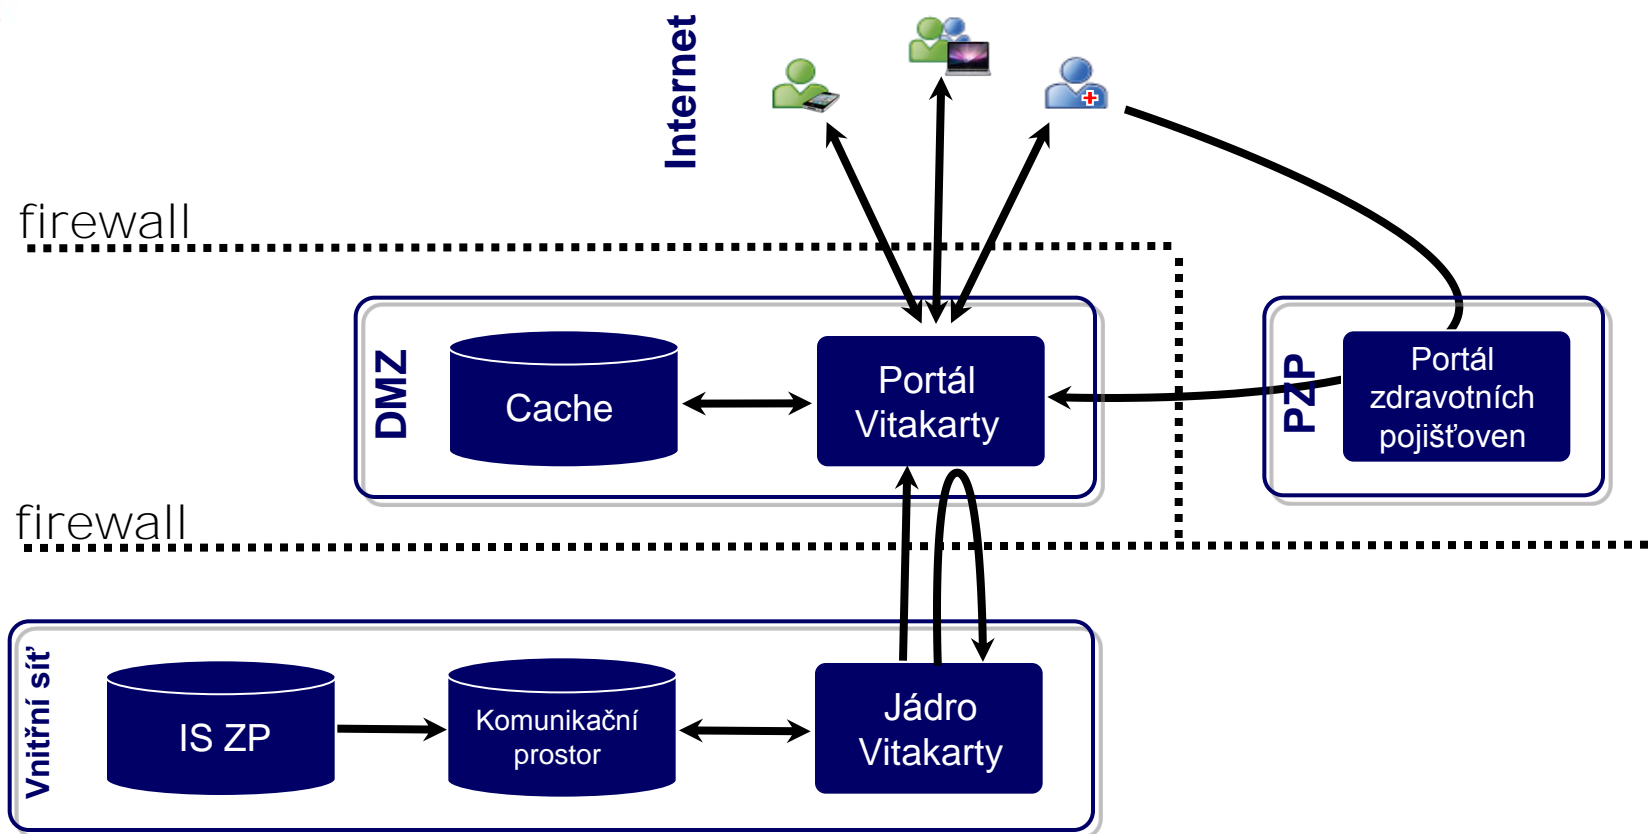 Internet
firewall
DMZ
Cache
Portál
Vitakarty
PZP
Portál
zdravotních
pojišťoven
firewall
Vnitřní síť
IS ZP
Komunikační
prostor
Jádro
Vitakarty